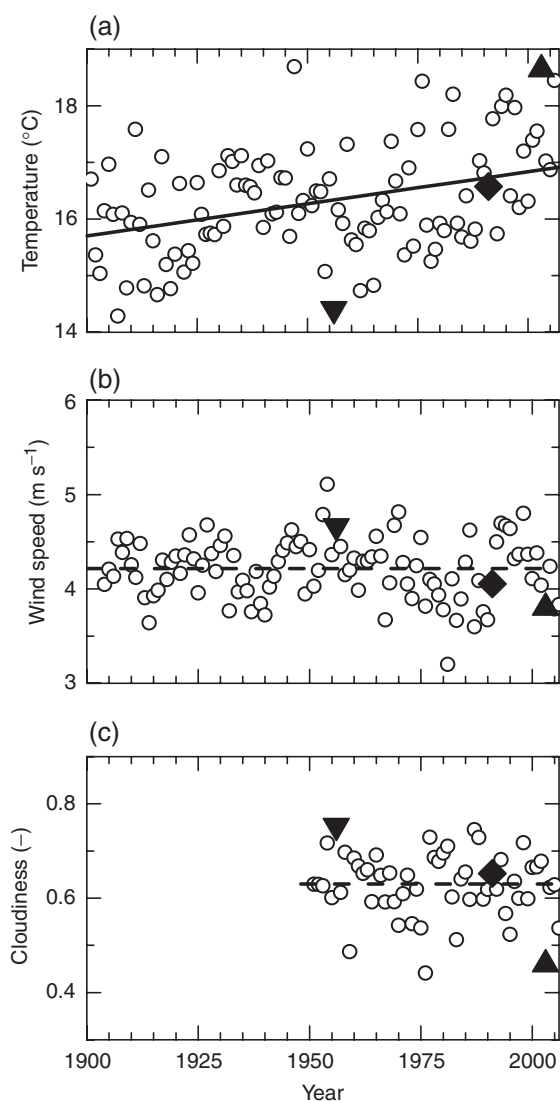 (a)
18
16
14
Temperature (°C)
(b)
6
5
4
3
Wind speed (m s⁻¹)
(c)
0.8
0.6
0.4
Cloudiness (–)
1900 1925 1950 1975 2000
Year